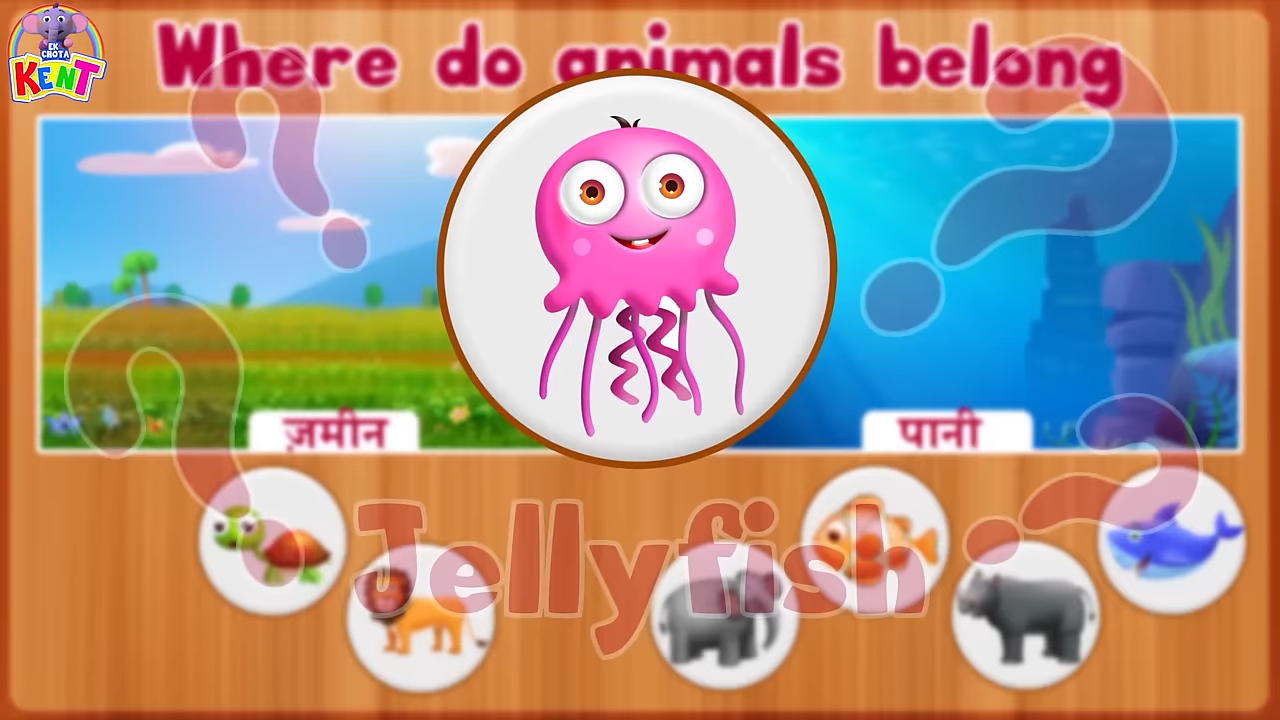 EK
CHOTA
KENT
Where do animals belong
ज़मीन
पानी
Jellyfish